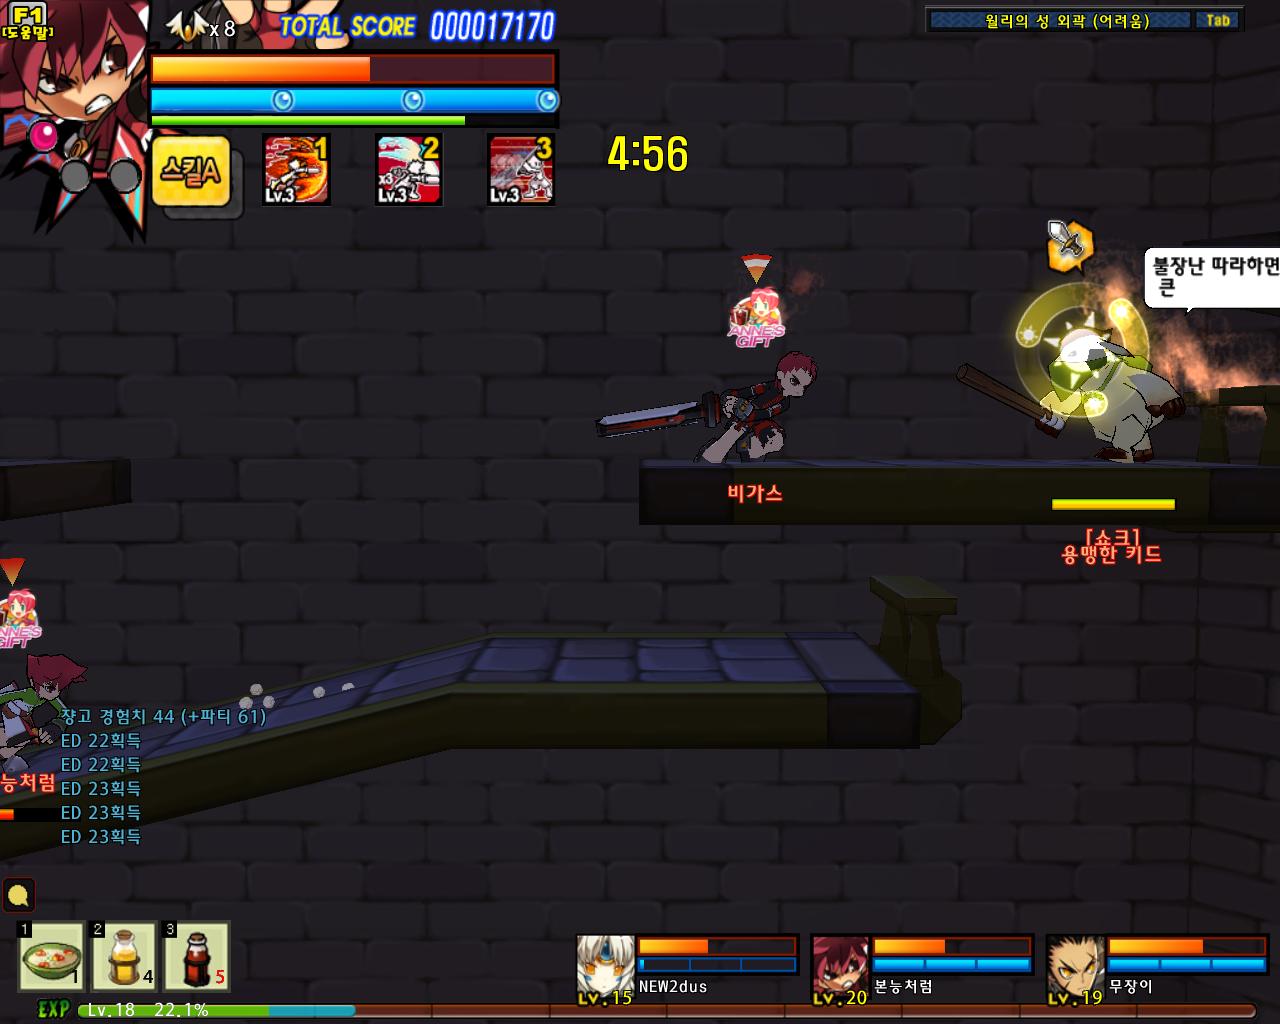 F1
[도움말]
x 8
TOTAL SCORE 000017170
월리의 성 외곽 (어려움)
Tab
스킬A
1
Lv.3
2
x3
Lv.3
3
Lv.3
4:56
불장난 따라하면
큰
ANNE'S
GIFT
비가스
[쇼크]
용맹한 키드
NNE'S
GIFT
능처럼
쟝고 경험치 44 (+파티 61)
ED 22획득
ED 22획득
ED 23획득
ED 23획득
ED 23획득
1
1
2
4
3
5
Lv.15
NEW2dus
Lv.20
본능처럼
Lv.19
무장이
EXP
Lv.18 22.1%